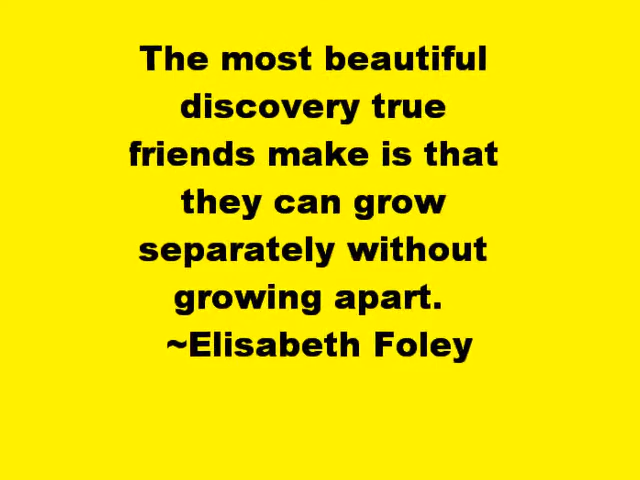 The most beautiful
discovery true
friends make is that
they can grow
separately without
growing apart.
~Elisabeth Foley